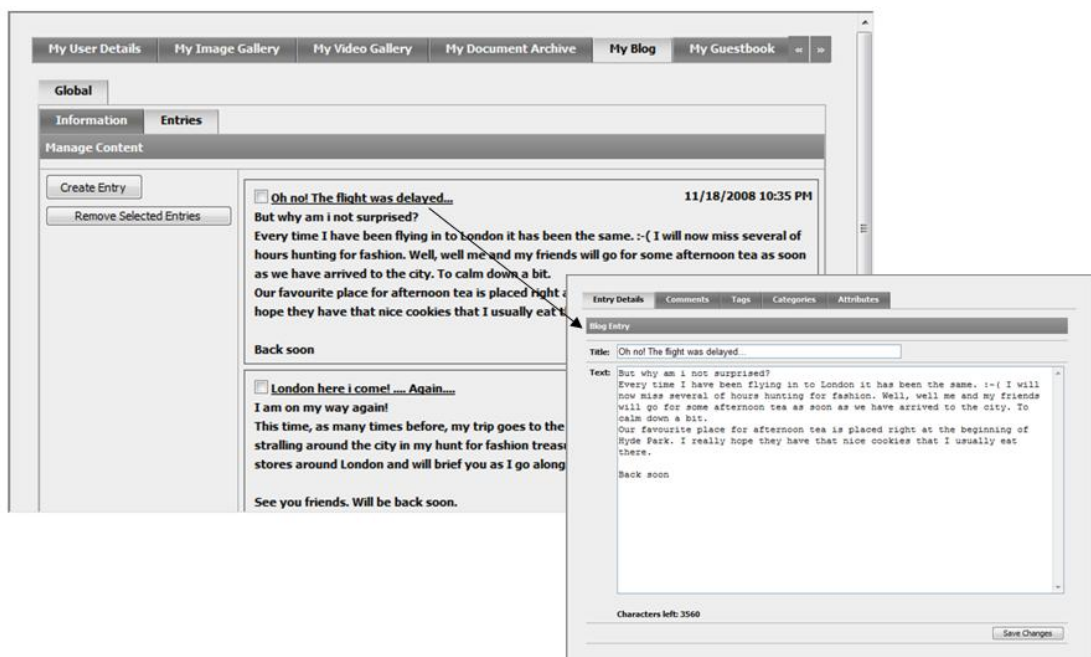 My User Details My Image Gallery My Video Gallery My Document Archive My Blog My Guestbook « »
Global
Information Entries
Manage Content
Create Entry
Remove Selected Entries
Oh no! The flight was delayed... 11/18/2008 10:35 PM
But why am i not surprised?
Every time I have been flying in to London it has been the same. :-( I will now miss several of
hours hunting for fashion. Well, well me and my friends will go for some afternoon tea as soon
as we have arrived to the city. To calm down a bit.
Our favourite place for afternoon tea is placed right
hope they have that nice cookies that I usually eat
Back soon
London here i come! .... Again....
I am on my way again!
This time, as many times before, my trip goes to the
stralling around the city in my hunt for fashion
stores around London and will brief you as I go along
See you friends. Will be back soon.
Entry Details Comments Tags Categories Attributes
Blog Entry
Title: Oh no! The flight was delayed...
Text: But why am i not surprised?
Every time I have been flying in to London it has been the same. :-( I will
now miss several of hours hunting for fashion. Well, well me and my friends
will go for some afternoon tea as soon as we have arrived to the city. To
calm down a bit.
Our favourite place for afternoon tea is placed right at the beginning of
Hyde Park. I really hope they have that nice cookies that I usually eat
there.
Back soon
Characters left: 3560
Save Changes